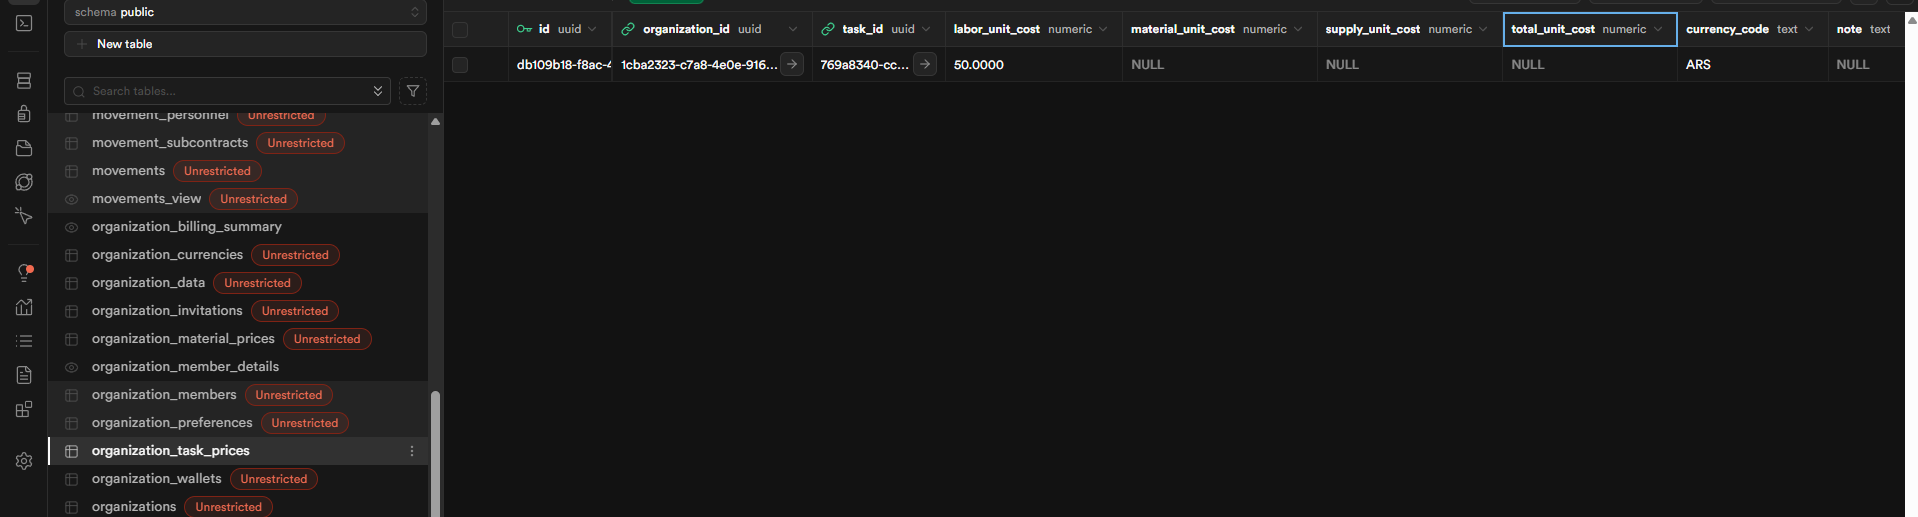 schema public
New table
Search tables...
movement_personnel Unrestricted
movement_subcontracts Unrestricted
movements Unrestricted
movements_view Unrestricted
organization_billing_summary
organization_currencies Unrestricted
organization_data Unrestricted
organization_invitations Unrestricted
organization_material_prices Unrestricted
organization_member_details
organization_members Unrestricted
organization_preferences Unrestricted
organization_task_prices
organization_wallets Unrestricted
organizations Unrestricted
id uuid organization_id uuid task_id uuid labor_unit_cost numeric material_unit_cost numeric supply_unit_cost numeric total_unit_cost numeric currency_code text note text
db109b18-f8ac-4 1cba2323-c7a8-4e0e-916... 769a8340-cc... 50.0000 NULL NULL NULL ARS NULL